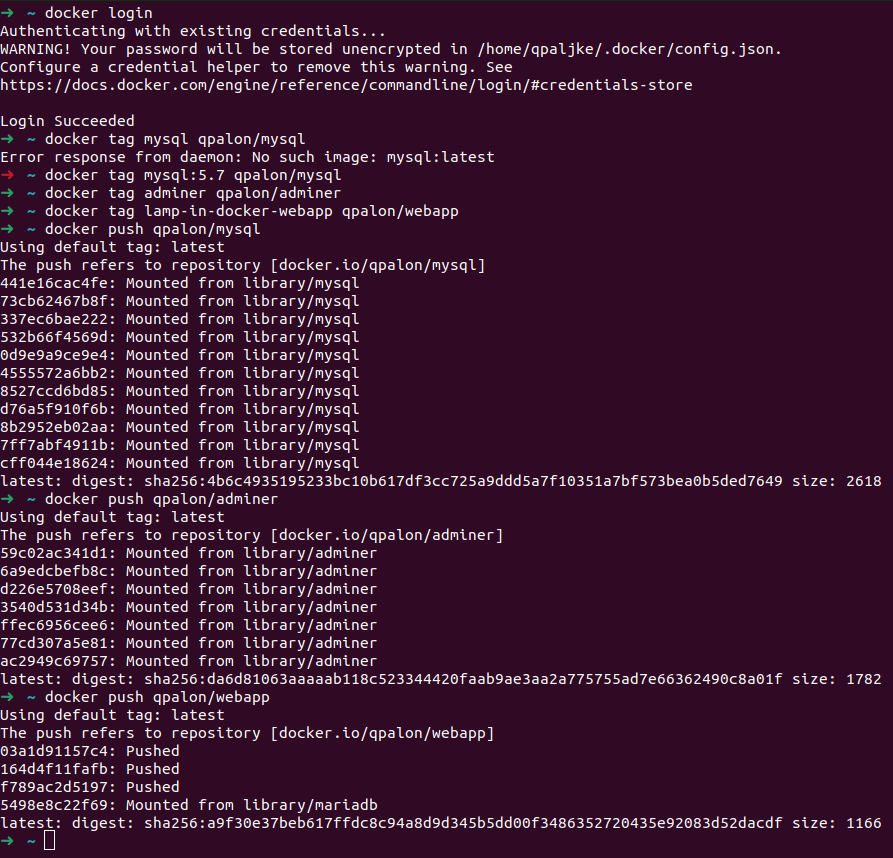 ➜ ~ docker login
Authenticating with existing credentials...
WARNING! Your password will be stored unencrypted in /home/qpaljke/.docker/config.json.
Configure a credential helper to remove this warning. See
https://docs.docker.com/engine/reference/commandline/login/#credentials-store

Login Succeeded
➜ ~ docker tag mysql qpalon/mysql
Error response from daemon: No such image: mysql:latest
➜ ~ docker tag mysql:5.7 qpalon/mysql
➜ ~ docker tag adminer qpalon/adminer
➜ ~ docker tag lamp-in-docker-webapp qpalon/webapp
➜ ~ docker push qpalon/mysql
Using default tag: latest
The push refers to repository [docker.io/qpalon/mysql]
441e16cac4fe: Mounted from library/mysql
73cb62467b8f: Mounted from library/mysql
337ec6bae222: Mounted from library/mysql
532b66f4569d: Mounted from library/mysql
0d9e9a9ce9e4: Mounted from library/mysql
4555572a6bb2: Mounted from library/mysql
8527ccd6bd85: Mounted from library/mysql
d76a5f910f6b: Mounted from library/mysql
8b2952eb02aa: Mounted from library/mysql
7ff7abf4911b: Mounted from library/mysql
cff044e18624: Mounted from library/mysql
latest: digest: sha256:4b6c4935195233bc10b617df3cc725a9ddd5a7f10351a7bf573bea0b5ded7649 size: 2618
➜ ~ docker push qpalon/adminer
Using default tag: latest
The push refers to repository [docker.io/qpalon/adminer]
59c02ac341d1: Mounted from library/adminer
6a9edcbefb8c: Mounted from library/adminer
d226e5708eef: Mounted from library/adminer
3540d531d34b: Mounted from library/adminer
ffec6956cee6: Mounted from library/adminer
77cd307a5e81: Mounted from library/adminer
ac2949c69757: Mounted from library/adminer
latest: digest: sha256:da6d81063aaaaab118c523344420faab9ae3aa2a775755ad7e66362490c8a01f size: 1782
➜ ~ docker push qpalon/webapp
Using default tag: latest
The push refers to repository [docker.io/qpalon/webapp]
03a1d91157c4: Pushed
164d4f11fafb: Pushed
f789ac2d5197: Pushed
5498e8c22f69: Mounted from library/mariadb
latest: digest: sha256:a9f30e37beb617ffdc8c94a8d9d345b5dd00f3486352720435e92083d52dacdf size: 1166
➜ ~